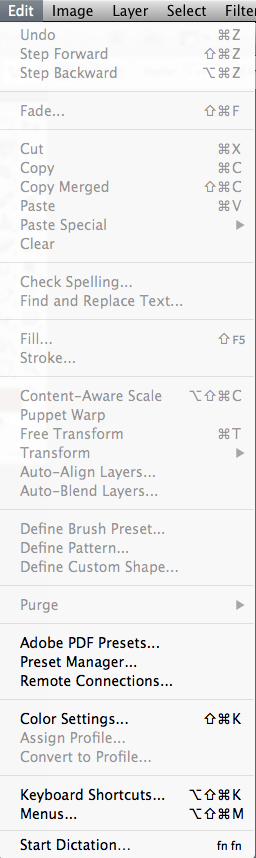 Edit Image Layer Select Filter
Undo ⌘Z
Step Forward ⇧⌘Z
Step Backward ⌥⌘Z
Fade... ⇧⌘F
Cut ⌘X
Copy ⌘C
Copy Merged ⇧⌘C
Paste ⌘V
Paste Special ▶
Clear
Check Spelling...
Find and Replace Text...
Fill... ⇧F5
Stroke...
Content-Aware Scale ⌥⇧⌘C
Puppet Warp
Free Transform ⌘T
Transform ▶
Auto-Align Layers...
Auto-Blend Layers...
Define Brush Preset...
Define Pattern...
Define Custom Shape...
Purge ▶
Adobe PDF Presets...
Preset Manager...
Remote Connections...
Color Settings... ⇧⌘K
Assign Profile...
Convert to Profile...
Keyboard Shortcuts... ⌥⇧⌘K
Menus... ⌥⇧⌘M
Start Dictation... fn fn